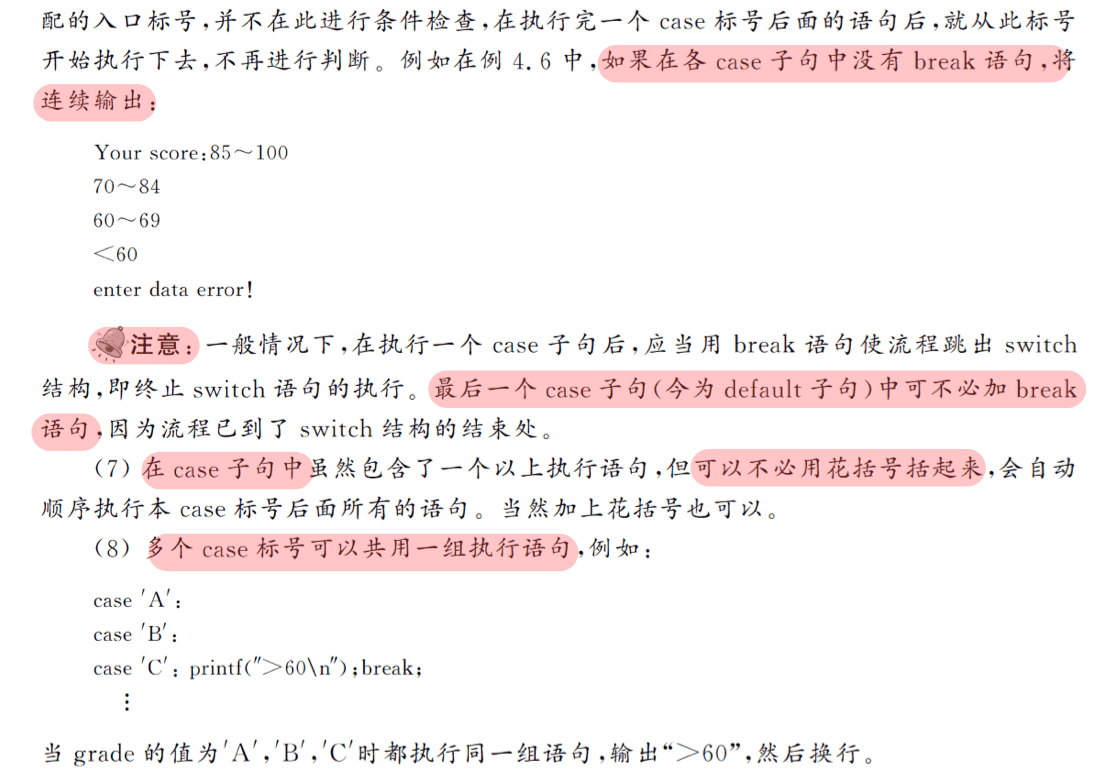 配的入口标号,并不在此进行条件检查,在执行完一个 case 标号后面的语句后,就从此标号
开始执行下去,不再进行判断。例如在例 4.6 中,如果在各 case 子句中没有 break 语句,将
连续输出:
Your score:85～100
70～84
60～69
<60
enter data error!
注意: 一般情况下,在执行一个 case 子句后,应当用 break 语句使流程跳出 switch
结构,即终止 switch 语句的执行。最后一个 case 子句(今为 default 子句)中可不必加 break
语句,因为流程已到了 switch 结构的结束处。
(7) 在 case 子句中虽然包含了一个以上执行语句,但可以不必用花括号括起来,会自动
顺序执行本 case 标号后面所有的语句。当然加上花括号也可以。
(8) 多个 case 标号可以共用一组执行语句,例如:
case 'A':
case 'B':
case 'C': printf(">60\n");break;
⋮
当 grade 的值为'A','B','C'时都执行同一组语句,输出“>60”,然后换行。